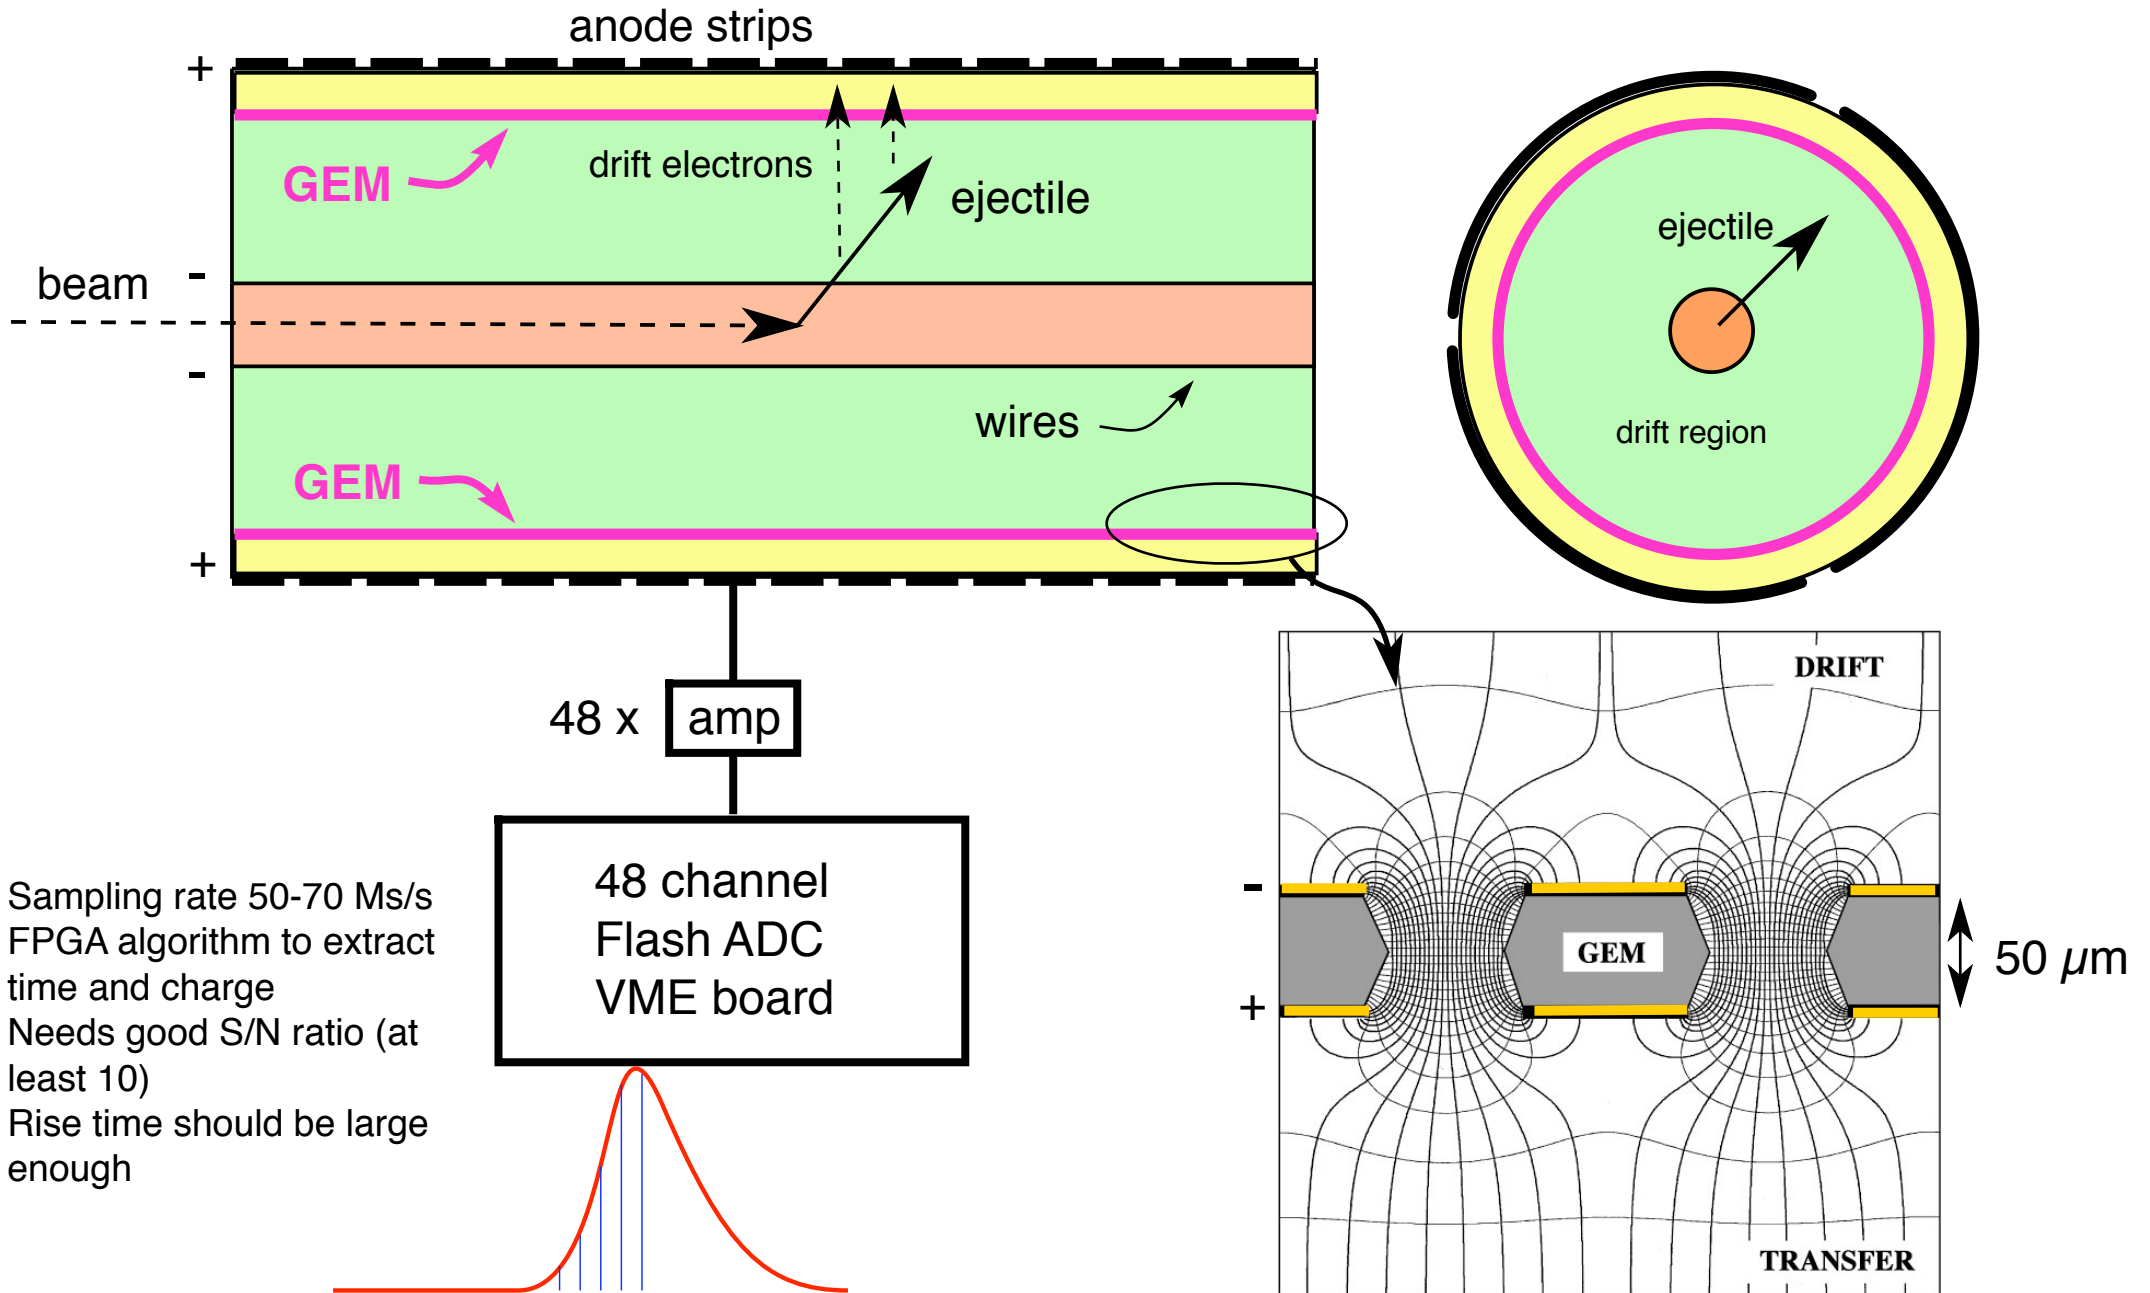 anode strips
+
GEM
drift electrons
ejectile
beam
-
-
wires
GEM
+
ejectile
drift region
48 x
amp
48 channel
Flash ADC
VME board
Sampling rate 50-70 Ms/s
FPGA algorithm to extract
time and charge
Needs good S/N ratio (at
least 10)
Rise time should be large
enough
DRIFT
-
GEM
+
50 µm
TRANSFER